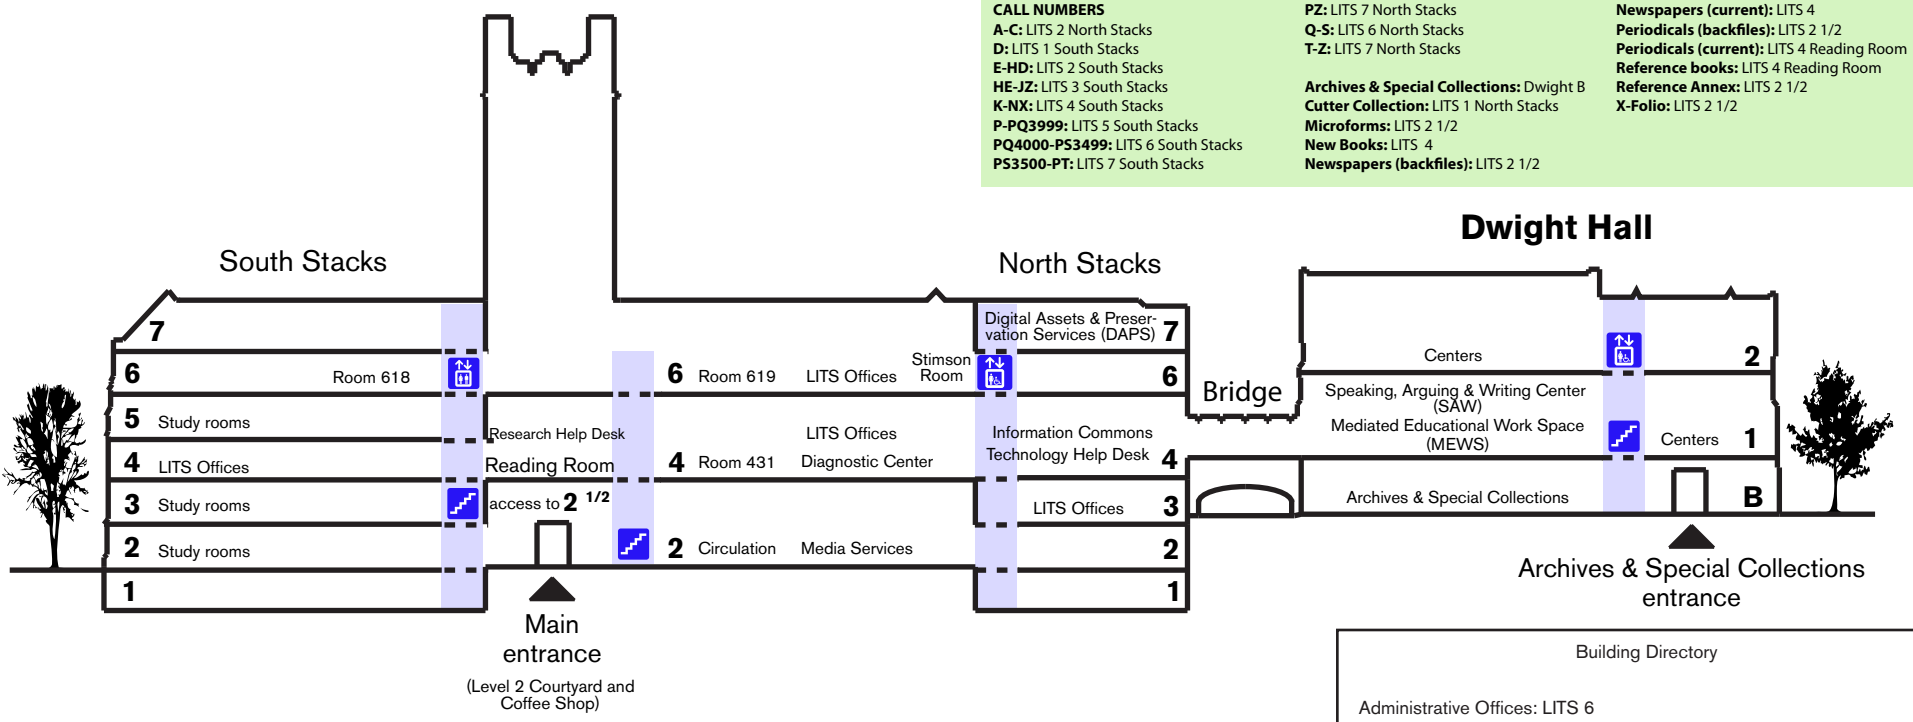 CALL NUMBERS
A-C: LITS 2 North Stacks
D: LITS 1 South Stacks
E-HD: LITS 2 South Stacks
HE-JZ: LITS 3 South Stacks
K-NX: LITS 4 South Stacks
P-PQ3999: LITS 5 South Stacks
PQ4000-PS3499: LITS 6 South Stacks
PS3500-PT: LITS 7 South Stacks
PZ: LITS 7 North Stacks
Q-S: LITS 6 North Stacks
T-Z: LITS 7 North Stacks
Archives & Special Collections: Dwight B
Cutter Collection: LITS 1 North Stacks
Microforms: LITS 2 1/2
New Books: LITS 4
Newspapers (backfiles): LITS 2 1/2
Newspapers (current): LITS 4
Periodicals (backfiles): LITS 2 1/2
Periodicals (current): LITS 4 Reading Room
Reference books: LITS 4 Reading Room
Reference Annex: LITS 2 1/2
X-Folio: LITS 2 1/2
South Stacks
7
6 Room 618
5 Study rooms
4 LITS Offices
3 Study rooms
2 Study rooms
1
Research Help Desk
Reading Room
access to 2 1/2
Main
entrance
(Level 2 Courtyard and
Coffee Shop)
6 Room 619 LITS Offices
Stimson
Room
LITS Offices
4 Room 431 Diagnostic Center
2 Circulation Media Services
North Stacks
Digital Assets & Preser-
vation Services (DAPS) 7
6
Information Commons
Technology Help Desk 4
LITS Offices 3
2
1
Bridge
Dwight Hall
Centers 2
Speaking, Arguing & Writing Center
(SAW)
Mediated Educational Work Space
(MEWS)
Centers 1
Archives & Special Collections B
Archives & Special Collections
entrance
Building Directory
Administrative Offices: LITS 6